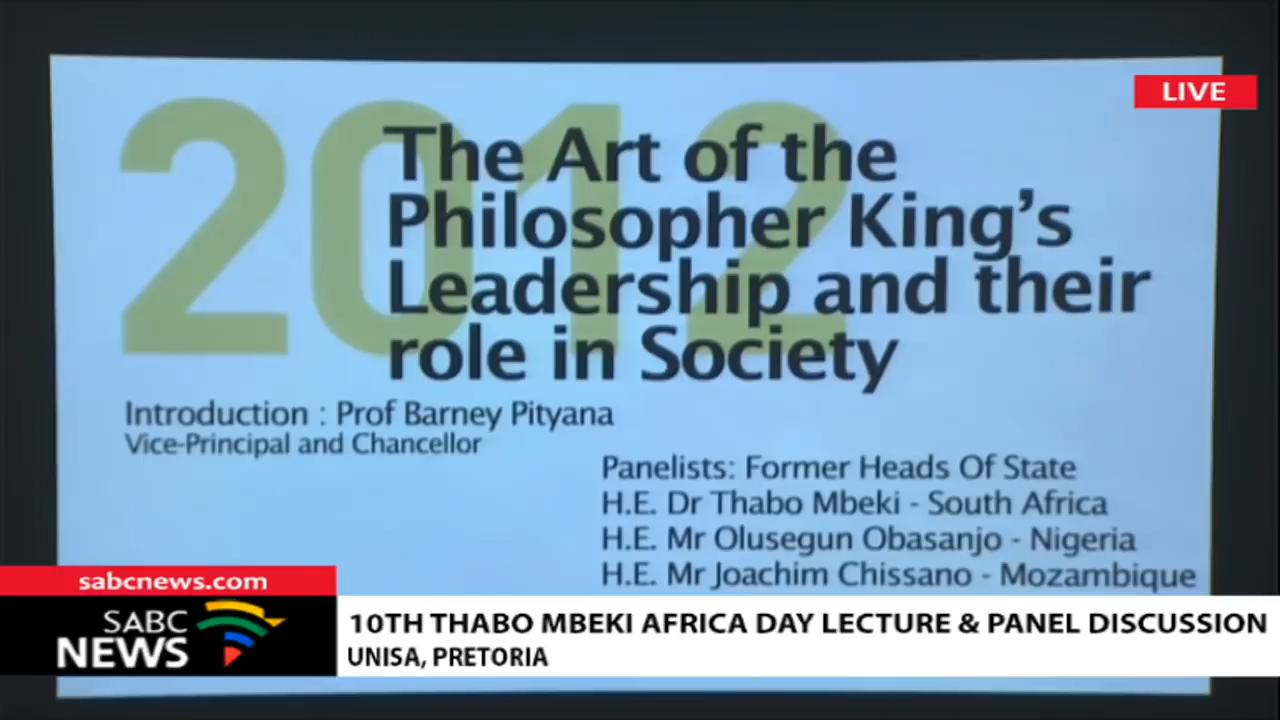 LIVE
2012
The Art of the
Philosopher King's
Leadership and their
role in Society
Introduction : Prof Barney Pityana
Vice-Principal and Chancellor
Panelists: Former Heads Of State
H.E. Dr Thabo Mbeki - South Africa
H.E. Mr Olusegun Obasanjo - Nigeria
H.E. Mr Joachim Chissano - Mozambique
sabcnews.com
SABC
NEWS
10TH THABO MBEKI AFRICA DAY LECTURE & PANEL DISCUSSION
UNISA, PRETORIA